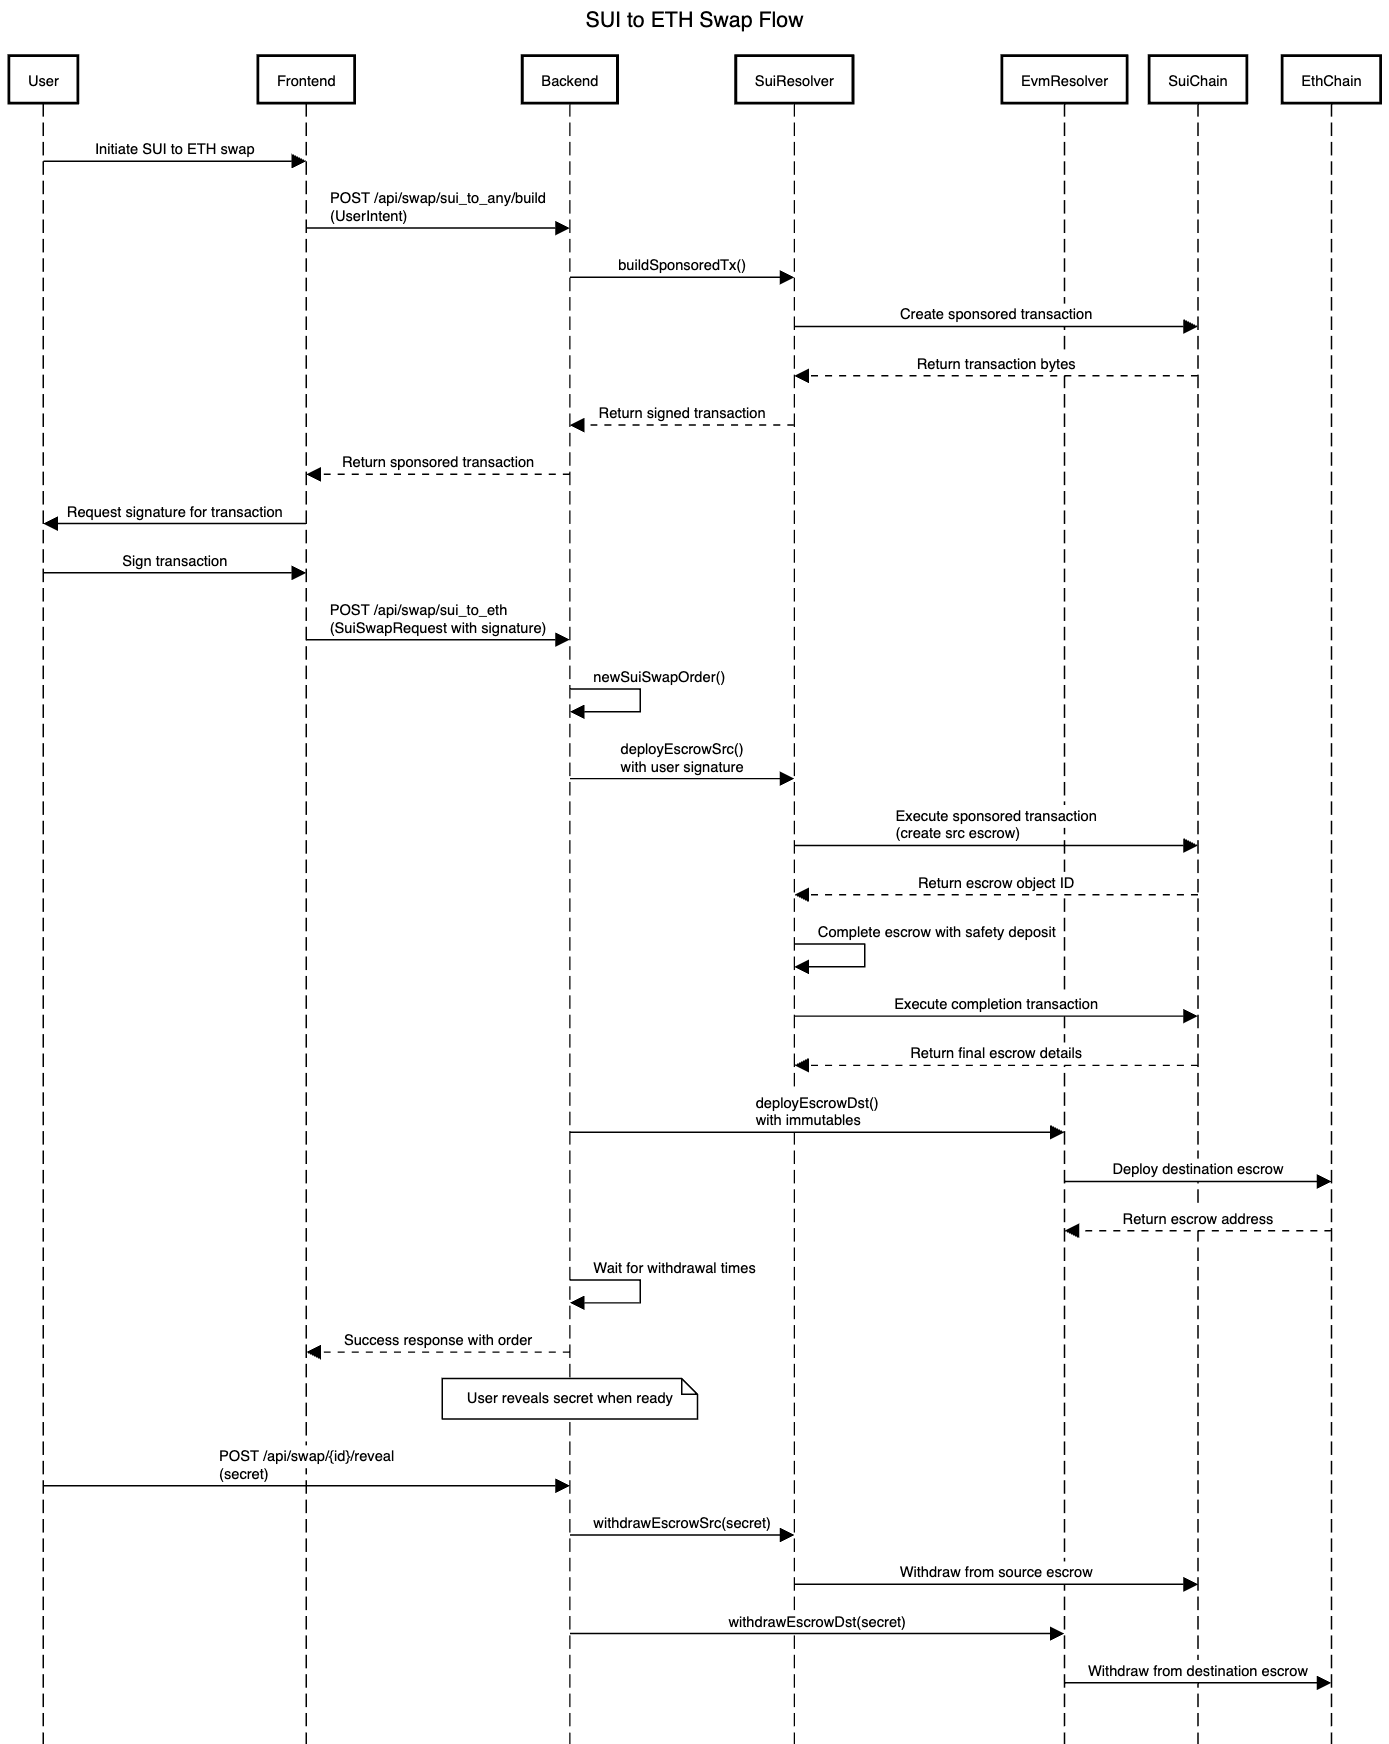 SUI to ETH Swap Flow
User
Frontend
Backend
SuiResolver
EvmResolver
SuiChain
EthChain
Initiate SUI to ETH swap
POST /api/swap/sui_to_any/build
(UserIntent)
buildSponsoredTx()
Create sponsored transaction
Return transaction bytes
Return signed transaction
Return sponsored transaction
Request signature for transaction
Sign transaction
POST /api/swap/sui_to_eth
(SuiSwapRequest with signature)
newSuiSwapOrder()
deployEscrowSrc()
with user signature
Execute sponsored transaction
(create src escrow)
Return escrow object ID
Complete escrow with safety deposit
Execute completion transaction
Return final escrow details
deployEscrowDst()
with immutables
Deploy destination escrow
Return escrow address
Wait for withdrawal times
Success response with order
User reveals secret when ready
POST /api/swap/{id}/reveal
(secret)
withdrawEscrowSrc(secret)
Withdraw from source escrow
withdrawEscrowDst(secret)
Withdraw from destination escrow